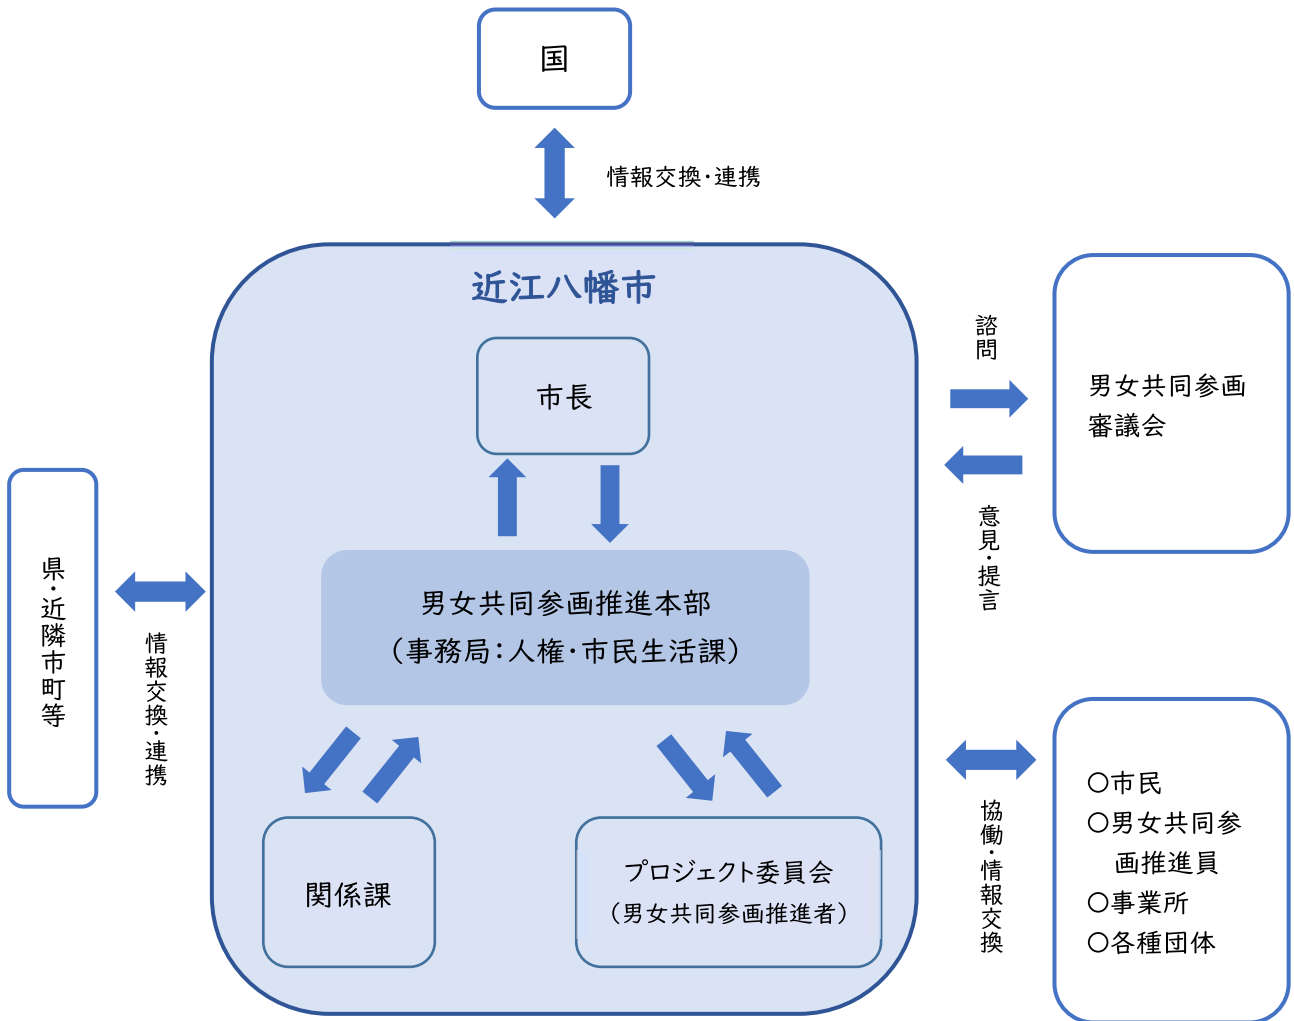 国
情報交換・連携
近江八幡市
市長
男女共同参画推進本部
（事務局：人権・市民生活課）
関係課
プロジェクト委員会
（男女共同参画推進者）
県・近隣市町等
情報交換・連携
諮問
男女共同参画
審議会
意見・提言
協働・情報交換
〇市民
〇男女共同参
画推進員
〇事業所
〇各種団体